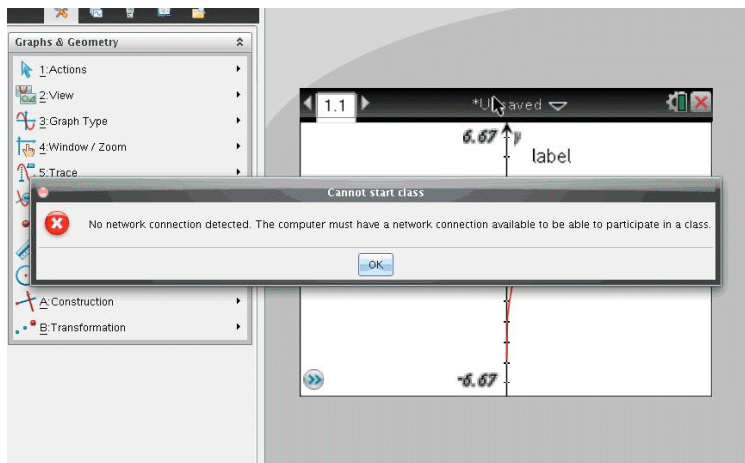 Graphs & Geometry
1:Actions
2:View
3:Graph Type
4:Window / Zoom
5:Trace
1.1
6.67
y
label
Cannot start class
No network connection detected. The computer must have a network connection available to be able to participate in a class.
OK
A:Construction
B:Transformation
-6.67